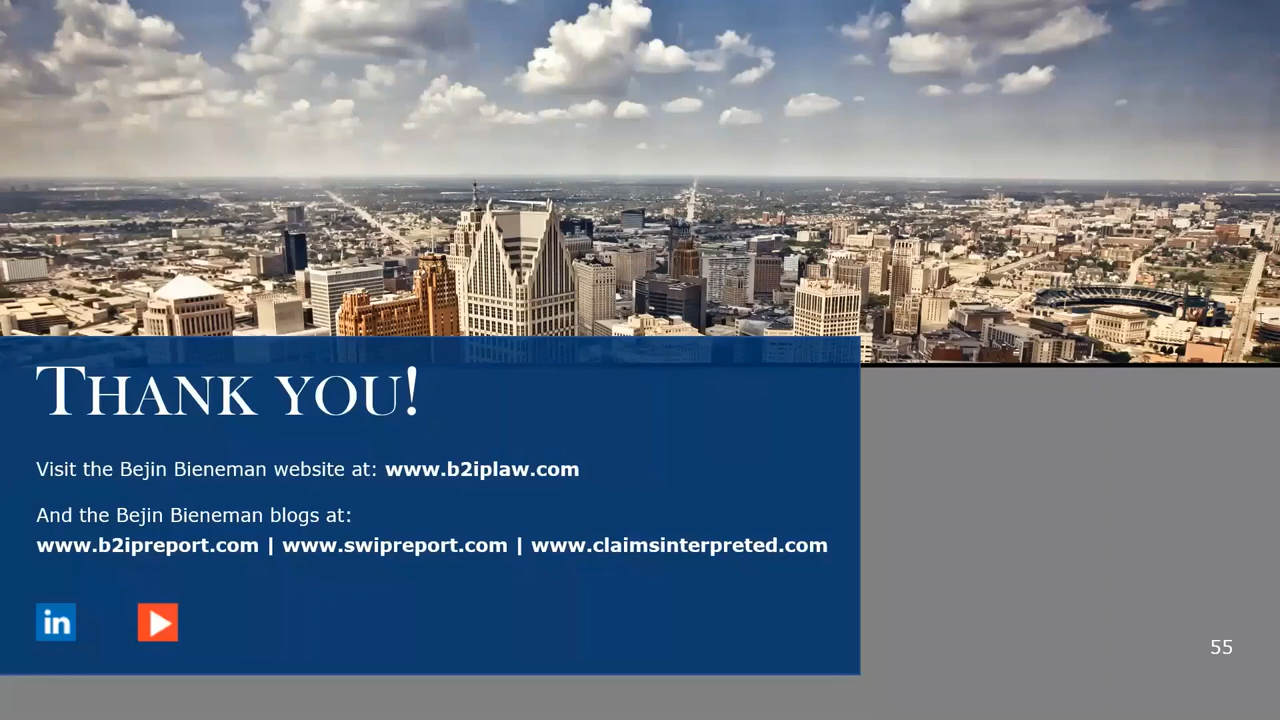 THANK YOU!
Visit the Bejin Bieneman website at: www.b2iplaw.com
And the Bejin Bieneman blogs at:
www.b2ipreport.com | www.swipreport.com | www.claimsinterpreted.com
in
55